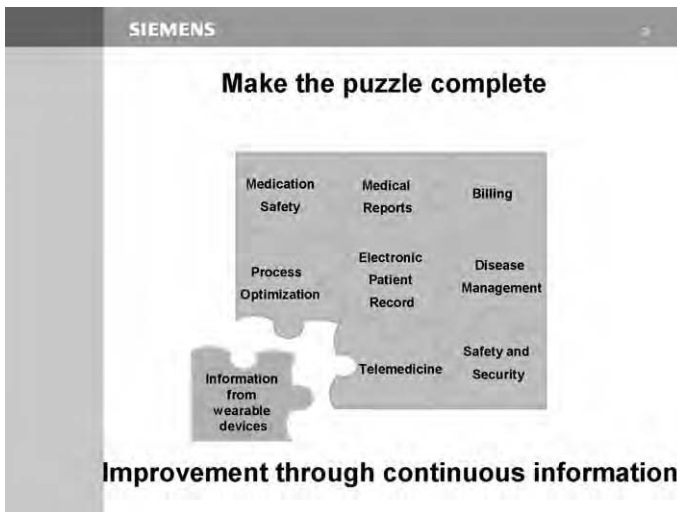 SIEMENS
Make the puzzle complete
Medication
Safety
Medical
Reports
Billing
Process
Optimization
Electronic
Patient
Record
Disease
Management
Information
from
wearable
devices
Telemedicine
Safety and
Security
Improvement through continuous information